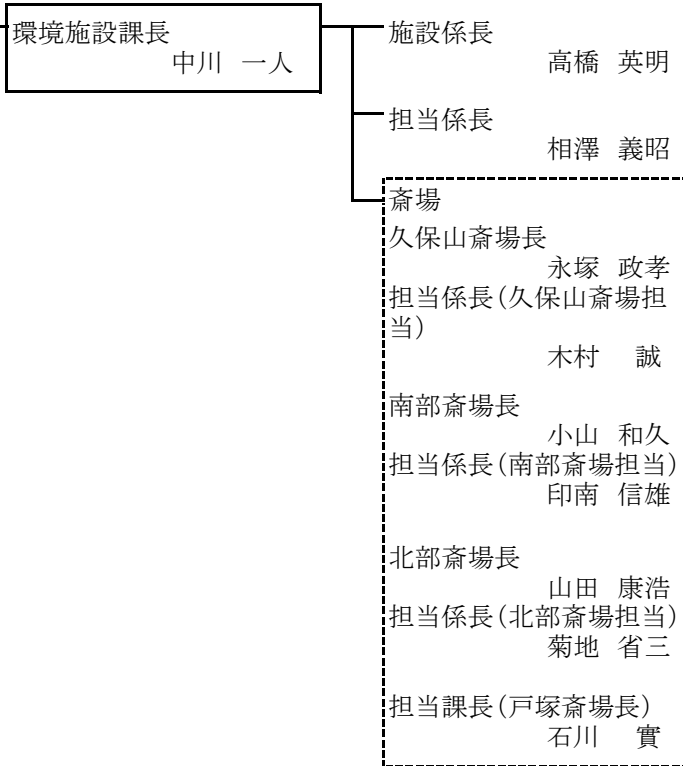 環境施設課長
中川　一人
施設係長
高橋　英明
担当係長
相澤　義昭
斎場
久保山斎場長
永塚　政孝
担当係長(久保山斎場担
当)
木村　誠
南部斎場長
小山　和久
担当係長(南部斎場担当)
印南　信雄
北部斎場長
山田　康浩
担当係長(北部斎場担当)
菊地　省三
担当課長(戸塚斎場長)
石川　實